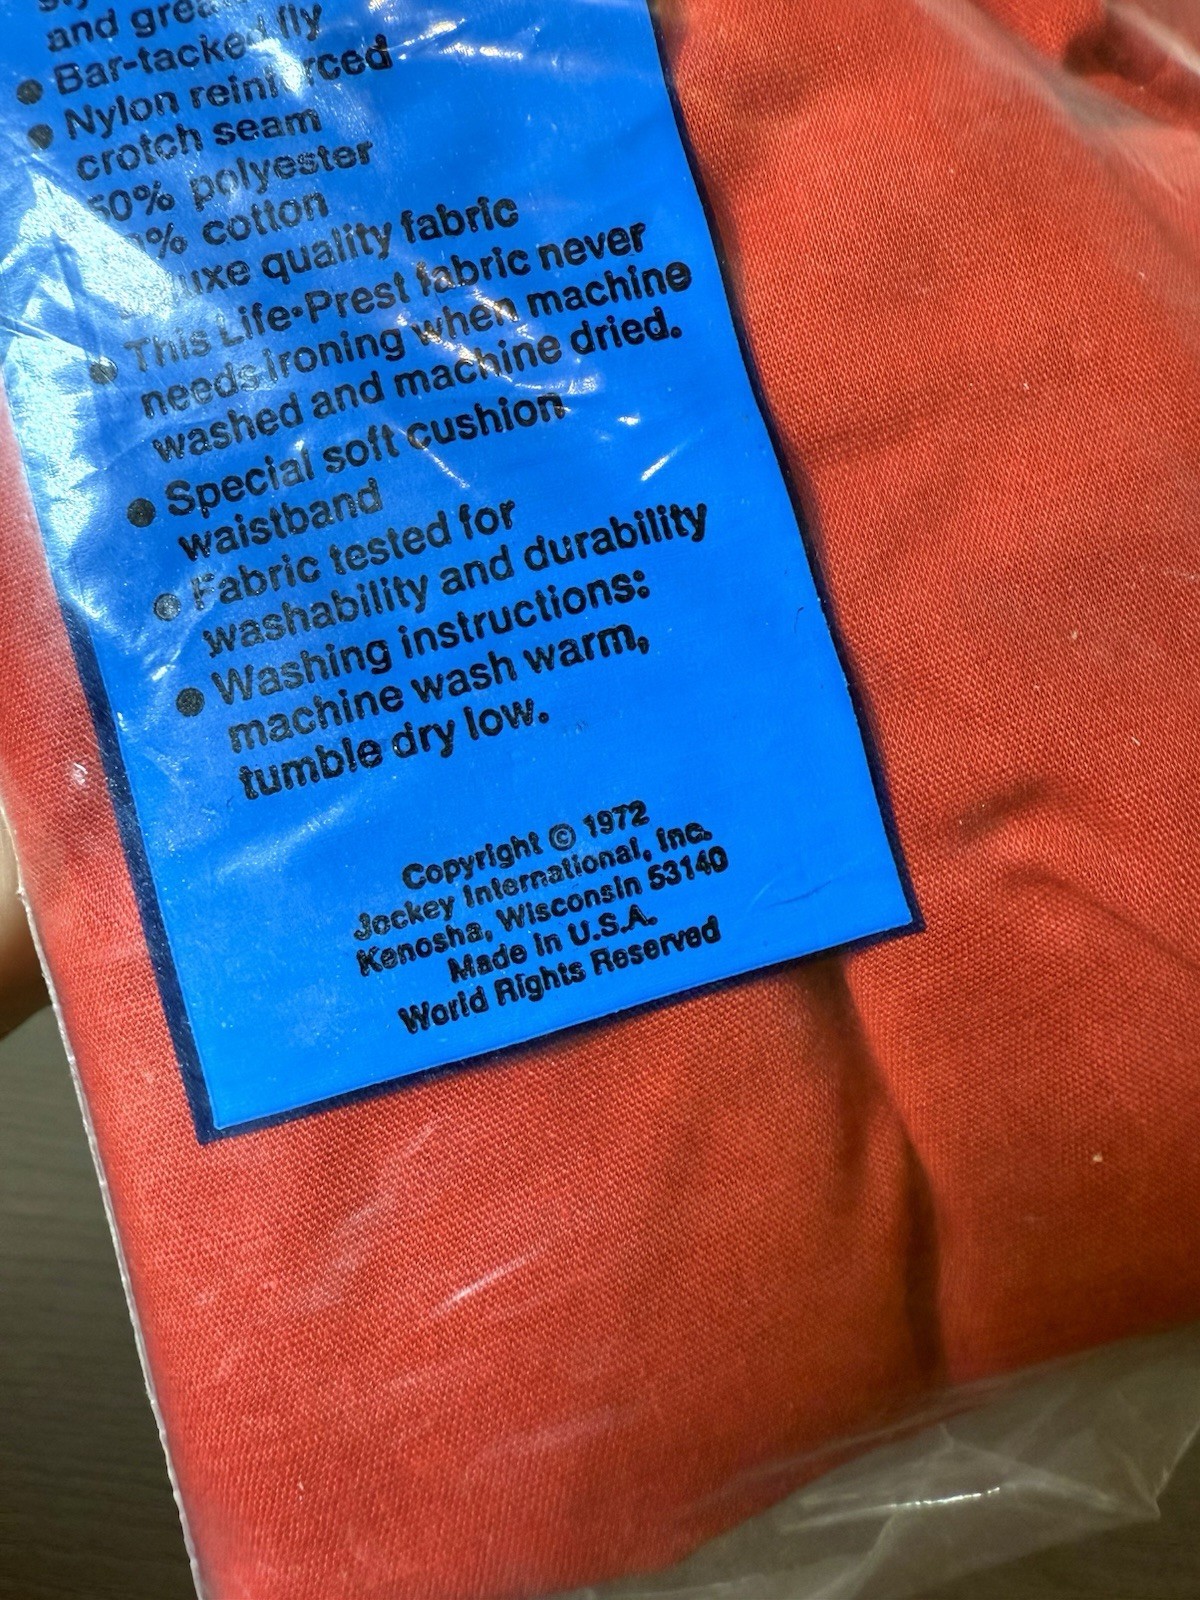 and
● Bar-tacked fly
● Nylon reinforced
crotch seam
50% polyester
% cotton
quality fabric
● This Life•Prest fabric never
needs ironing when machine
washed and machine dried.
● Special soft cushion
waistband
● Fabric tested for
washability and durability
● Washing instructions:
machine wash warm,
tumble dry low.
Copyright © 1972
Jockey International, Inc.
Kenosha, Wisconsin 53140
Made in U.S.A.
World Rights Reserved